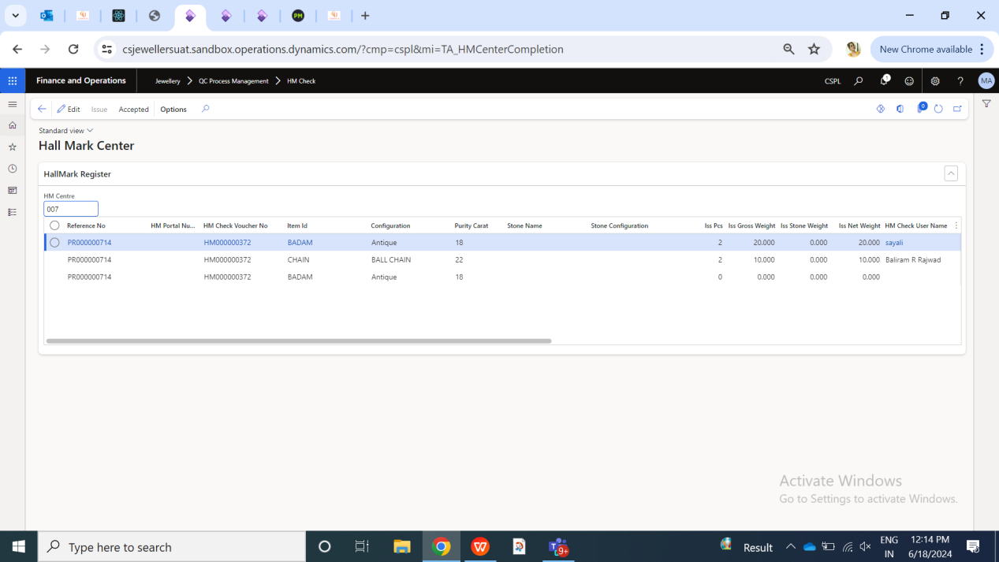 csjewellersuat.sandbox.operations.dynamics.com/?cmp=cspl&mi=TA_HMCenterCompletion
New Chrome available
Finance and Operations
Jewellery
QC Process Management
HM Check
CSPL
1
?
MA
Edit
Issue
Accepted
Options
0
Standard view
Hall Mark Center
HallMark Register
HM Centre
007
Reference No HM Portal Nu... HM Check Voucher No Item Id Configuration Purity Carat Stone Name Stone Configuration Iss Pcs Iss Gross Weight Iss Stone Weight Iss Net Weight HM Check User Name
PR000000714 HM000000372 BADAM Antique 18 2 20.000 0.000 20.000 sayali
PR000000714 HM000000372 CHAIN BALL CHAIN 22 2 10.000 0.000 10.000 Baliram R Rajwad
PR000000714 HM000000372 BADAM Antique 18 0 0.000 0.000 0.000
Activate Windows
Go to Settings to activate Windows.
Type here to search
9+
Result
ENG
IN
12:14 PM
6/18/2024
PM